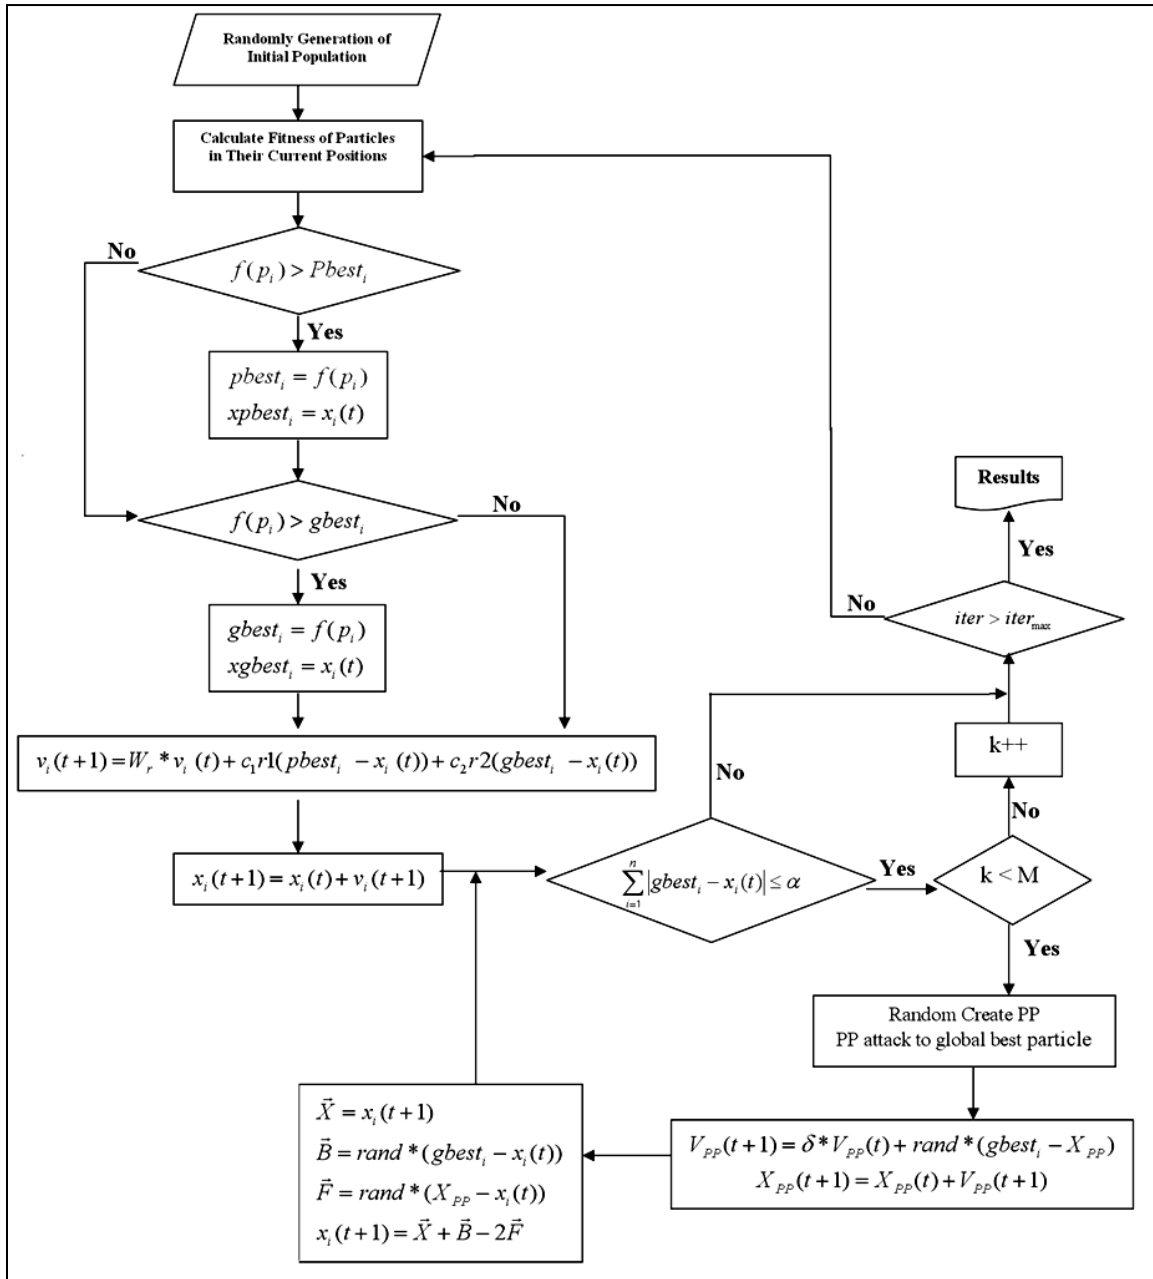 Randomly Generation of
Initial Population
Calculate Fitness of Particles
in Their Current Positions
No
f(p_i) > Pbest_i
Yes
pbest_i = f(p_i)
xpbest_i = x_i(t)
f(p_i) > gbest_i
No
Yes
gbest_i = f(p_i)
xgbest_i = x_i(t)
v_i(t+1) = W_r * v_i (t) + c_1r1(pbest_i − x_i (t)) + c_2r2(gbest_i − x_i(t))
x_i(t+1) = x_i(t) + v_i(t+1)
Results
Yes
No
iter > iter_max
k++
No
No
∑_{i=1}^{n} |gbest_i − x_i(t)| ≤ α
Yes
k < M
Yes
Random Create PP
PP attack to global best particle
V_PP(t+1) = δ * V_PP(t) + rand * (gbest_i − X_PP)
X_PP(t+1) = X_PP(t) + V_PP(t+1)
X⃗ = x_i(t+1)
B⃗ = rand * (gbest_i − x_i(t))
F⃗ = rand * (X_PP − x_i(t))
x_i(t+1) = X⃗ + B⃗ − 2F⃗